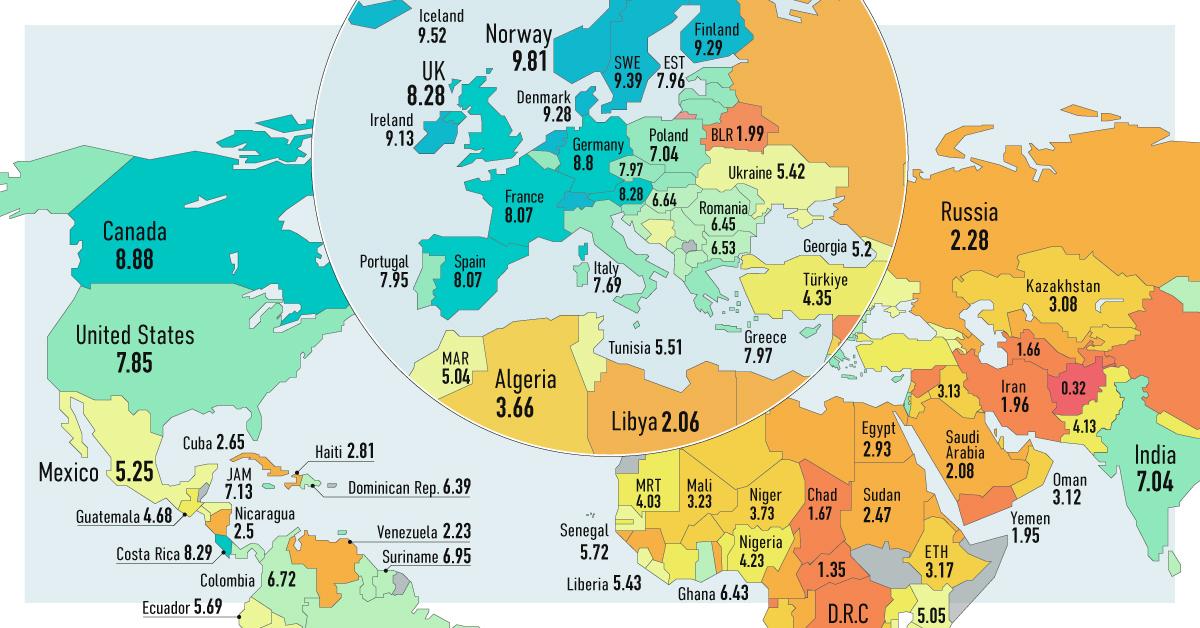 Iceland
9.52
Norway
9.81
Finland
9.29
SWE
9.39
EST
7.96
UK
8.28
Denmark
9.28
Ireland
9.13
Germany
8.8
Poland
7.04
BLR 1.99
7.97
Ukraine 5.42
8.28
6.64
France
8.07
Romania
6.45
6.53
Georgia 5.2
Portugal
7.95
Spain
8.07
Italy
7.69
Türkiye
4.35
Greece
7.97
Tunisia 5.51
MAR
5.04
Algeria
3.66
Libya 2.06
Canada
8.88
United States
7.85
Mexico 5.25
Cuba 2.65
Haiti 2.81
JAM
7.13
Dominican Rep. 6.39
Guatemala 4.68
Nicaragua
2.5
Costa Rica 8.29
Venezuela 2.23
Suriname 6.95
Colombia 6.72
Ecuador 5.69
Russia
2.28
Kazakhstan
3.08
1.66
Iran
1.96
0.32
3.13
4.13
Saudi
Arabia
2.08
India
7.04
Oman
3.12
Yemen
1.95
Egypt
2.93
MRT
4.03
Mali
3.23
Niger
3.73
Chad
1.67
Sudan
2.47
Senegal
5.72
Nigeria
4.23
ETH
3.17
Liberia 5.43
Ghana 6.43
1.35
D.R.C
5.05